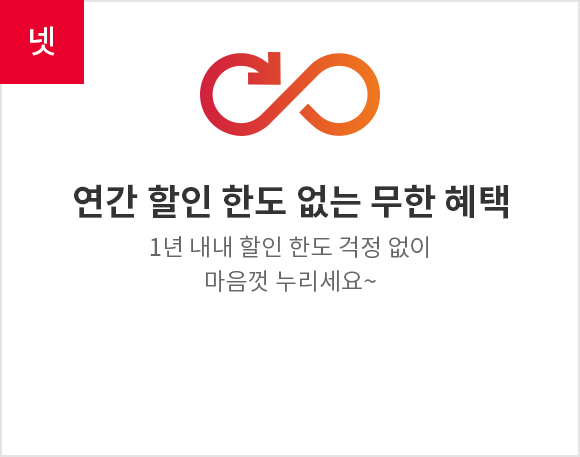 넷
연간 할인 한도 없는 무한 혜택
1년 내내 할인 한도 걱정 없이
마음껏 누리세요~